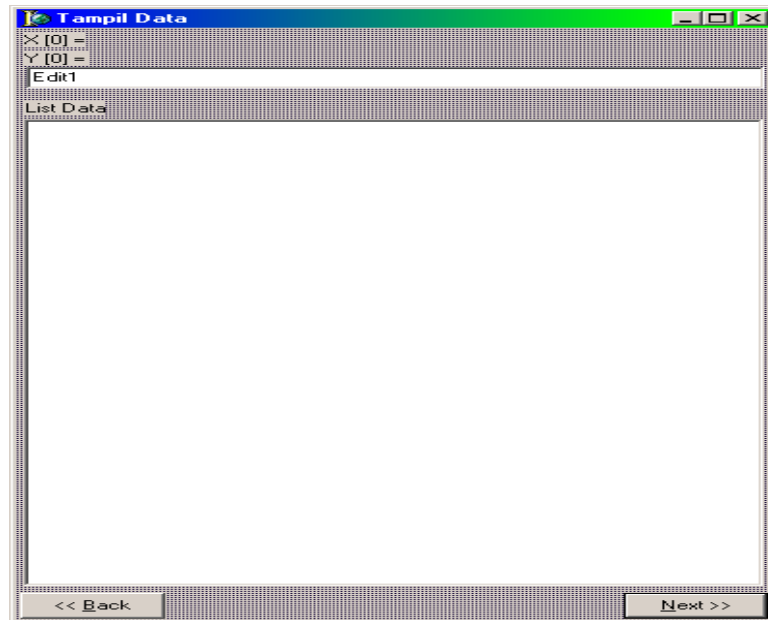 Tampil Data
X [0] =
Y [0] =
Edit1
List Data
<< Back
Next >>